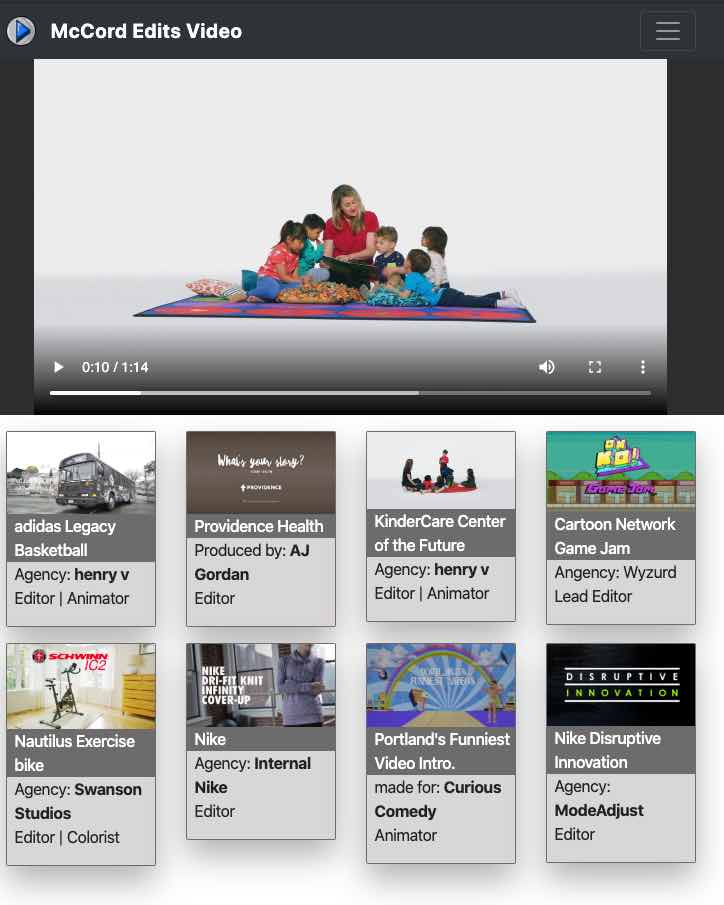 McCord Edits Video
0:10 / 1:14
What's your story?
PROVIDENCE
adidas Legacy
Basketball
Agency: henry v
Editor | Animator
Providence Health
Produced by: AJ
Gordan
Editor
KinderCare Center
of the Future
Agency: henry v
Editor | Animator
OH
NO!
GAME JAM
Cartoon Network
Game Jam
Angency: Wyzurd
Lead Editor
SCHWINN
IC2
Nautilus Exercise
bike
Agency: Swanson
Studios
Editor | Colorist
NIKE
DRI-FIT KNIT
INFINITY
COVER-UP
Nike
Agency: Internal
Nike
Editor
Portland's Funniest
Video Intro.
made for: Curious
Comedy
Animator
DISRUPTIVE
INNOVATION
Nike Disruptive
Innovation
Agency:
ModeAdjust
Editor